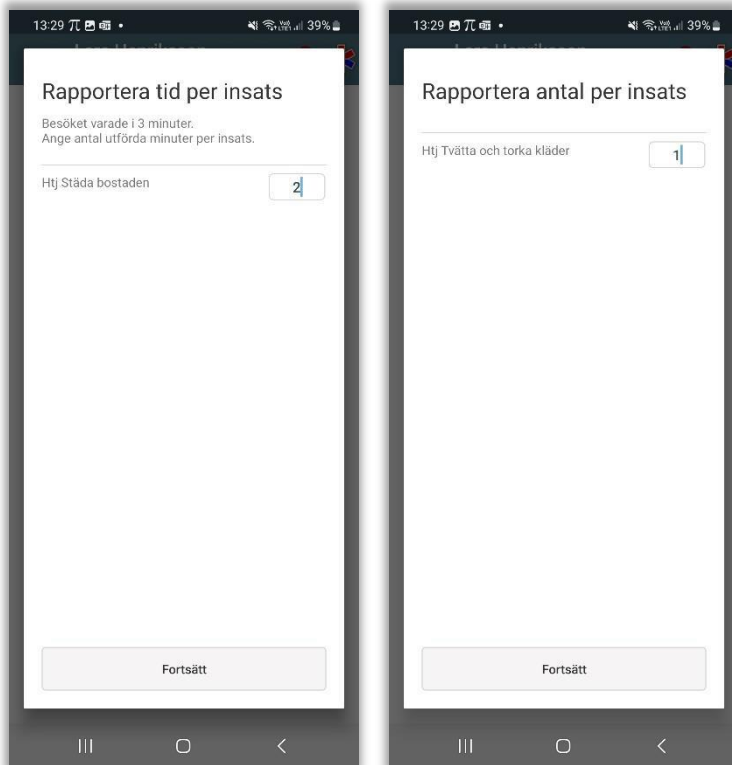 13:29
39%
Rapportera tid per insats
Besöket varade i 3 minuter.
Ange antal utförda minuter per insats.
Htj Städa bostaden
2
Fortsätt
13:29
39%
Rapportera antal per insats
Htj Tvätta och torka kläder
1
Fortsätt